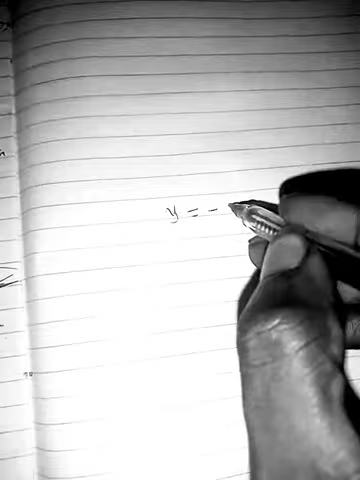 y = -